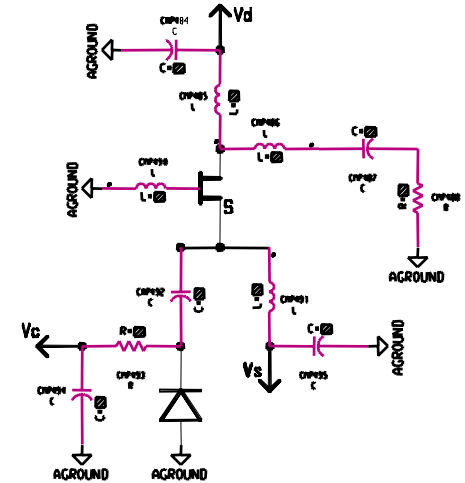 Vd
CMP484
C
C=
AGROUND
CMP485
L
L=
CMP486
L
L=
C=
CMP487
C
CMP490
L
L=
AGROUND
R=
CMP488
R
S
AGROUND
CMP492
C
C=
L=
CMP491
L
Vc
R=
CMP493
R
C=
Vs
CMP495
C
AGROUND
CMP494
C
C=
AGROUND
AGROUND